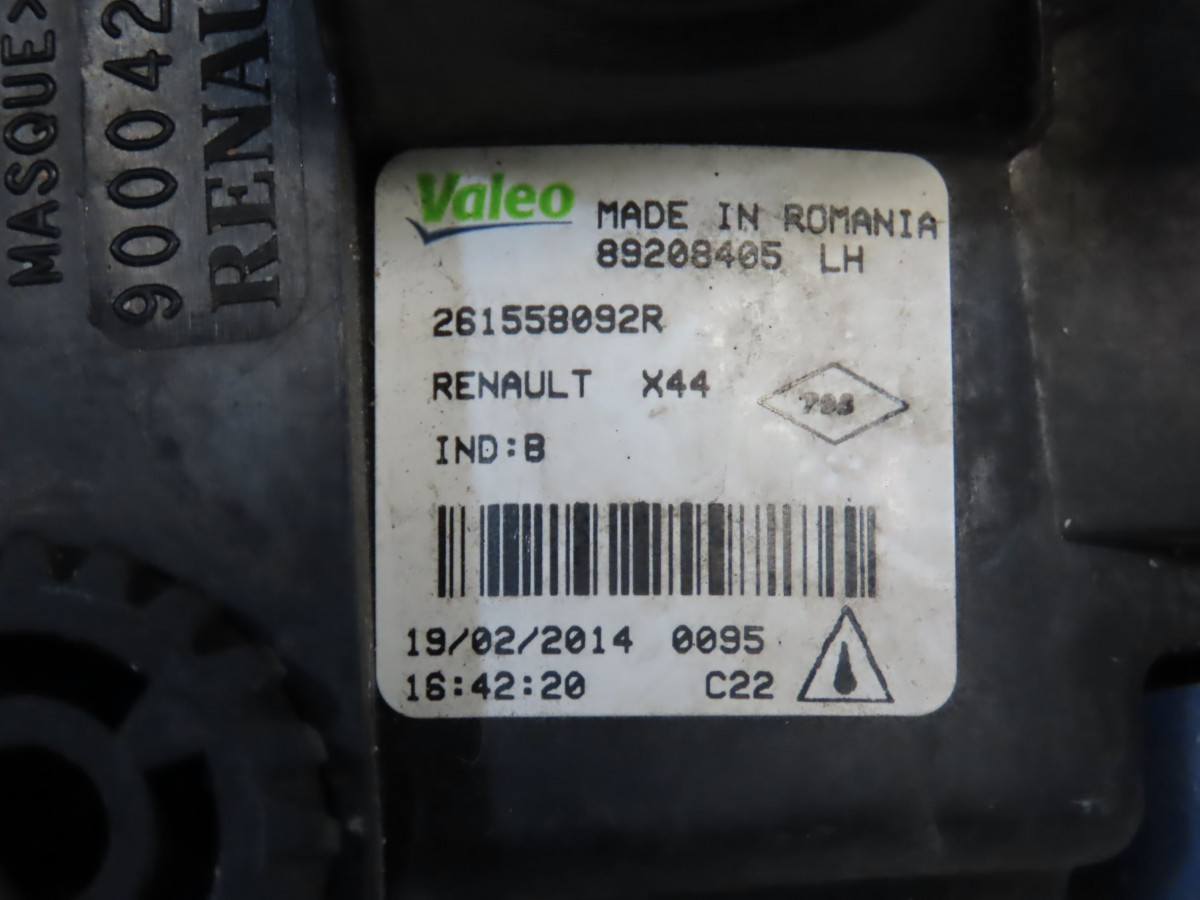 MASQUE>
900042
RENAU
Valeo
MADE IN ROMANIA
89208405 LH
261558092R
RENAULT X44
IND:B
19/02/2014 0095
16:42:20 C22